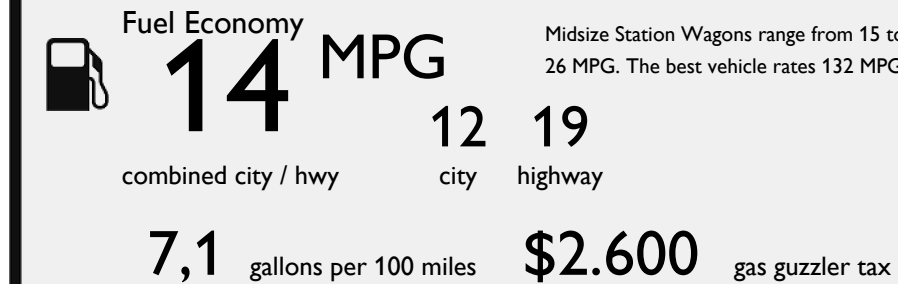 Fuel Economy
14 MPG
Midsize Station Wagons range from 15 to
26 MPG. The best vehicle rates 132 MPG
12 19
combined city / hwy city highway
7,1 gallons per 100 miles $2.600 gas guzzler tax